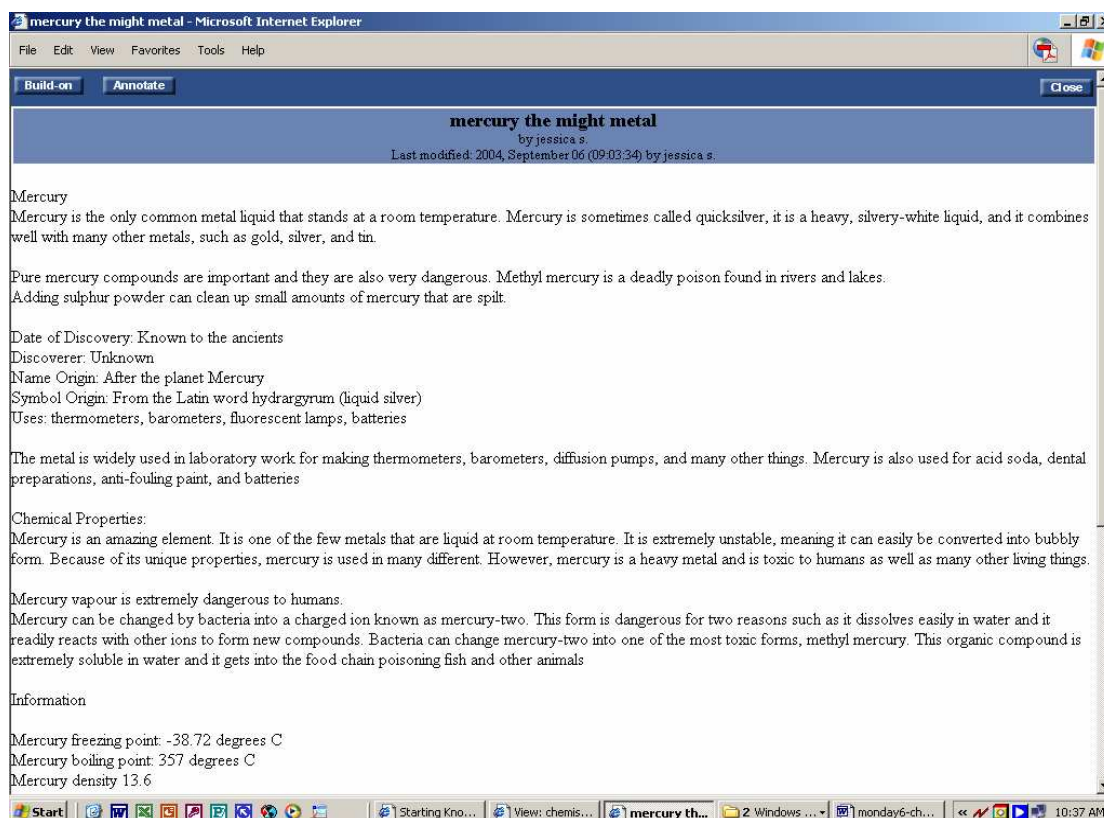 mercury the might metal - Microsoft Internet Explorer
File Edit View Favorites Tools Help
Build-on Annotate Close
mercury the might metal
by jessica s.
Last modified: 2004, September 06 (09:03:34) by jessica s.
Mercury
Mercury is the only common metal liquid that stands at a room temperature. Mercury is sometimes called quicksilver, it is a heavy, silvery-white liquid, and it combines
well with many other metals, such as gold, silver, and tin.
Pure mercury compounds are important and they are also very dangerous. Methyl mercury is a deadly poison found in rivers and lakes.
Adding sulphur powder can clean up small amounts of mercury that are spilt.
Date of Discovery: Known to the ancients
Discoverer: Unknown
Name Origin: After the planet Mercury
Symbol Origin: From the Latin word hydrargyrum (liquid silver)
Uses: thermometers, barometers, fluorescent lamps, batteries
The metal is widely used in laboratory work for making thermometers, barometers, diffusion pumps, and many other things. Mercury is also used for acid soda, dental
preparations, anti-fouling paint, and batteries
Chemical Properties:
Mercury is an amazing element. It is one of the few metals that are liquid at room temperature. It is extremely unstable, meaning it can easily be converted into bubbly
form. Because of its unique properties, mercury is used in many different. However, mercury is a heavy metal and is toxic to humans as well as many other living things.
Mercury vapour is extremely dangerous to humans.
Mercury can be changed by bacteria into a charged ion known as mercury-two. This form is dangerous for two reasons such as it dissolves easily in water and it
readily reacts with other ions to form new compounds. Bacteria can change mercury-two into one of the most toxic forms, methyl mercury. This organic compound is
extremely soluble in water and it gets into the food chain poisoning fish and other animals
Information
Mercury freezing point: -38.72 degrees C
Mercury boiling point: 357 degrees C
Mercury density 13.6
Start Starting Kno... View: chemis... mercury th... 2 Windows ... monday6-ch... « 10:37 AM